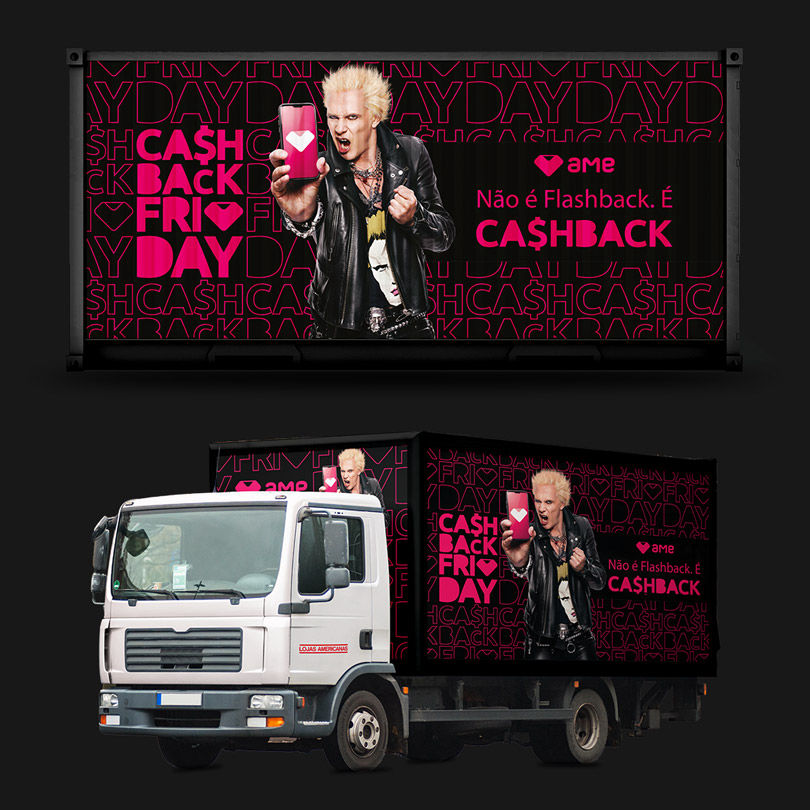 CA$H
BACK
FRI
DAY
ame
Não é Flashback. É
CA$HBACK
ame
CA$H
BACK
FRI
DAY
ame
Não é Flashback. É
CA$HBACK
LOJAS AMERICANAS